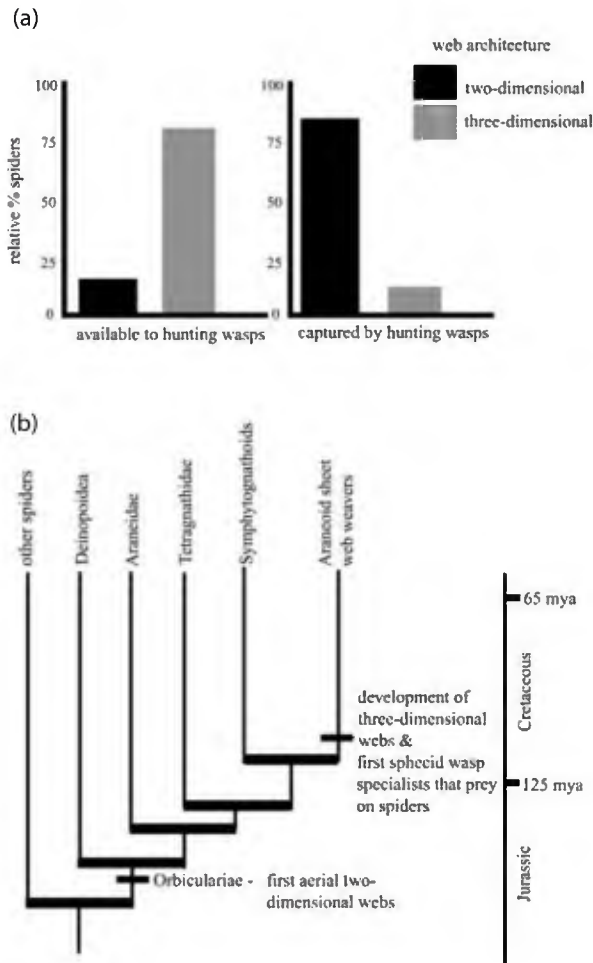 (a)
web architecture
two-dimensional
three-dimensional
relative % spiders
100
75
50
25
0
available to hunting wasps
100
75
50
25
0
captured by hunting wasps
(b)
other spiders
Deinopoidea
Araneidae
Tetragnathidae
Symphytognathoids
Araneoid sheet
web weavers
65 mya
Cretaceous
development of
three-dimensional
webs &
first sphecid wasp
specialists that prey
on spiders
125 mya
Jurassic
Orbiculariae - first aerial two-
dimensional webs